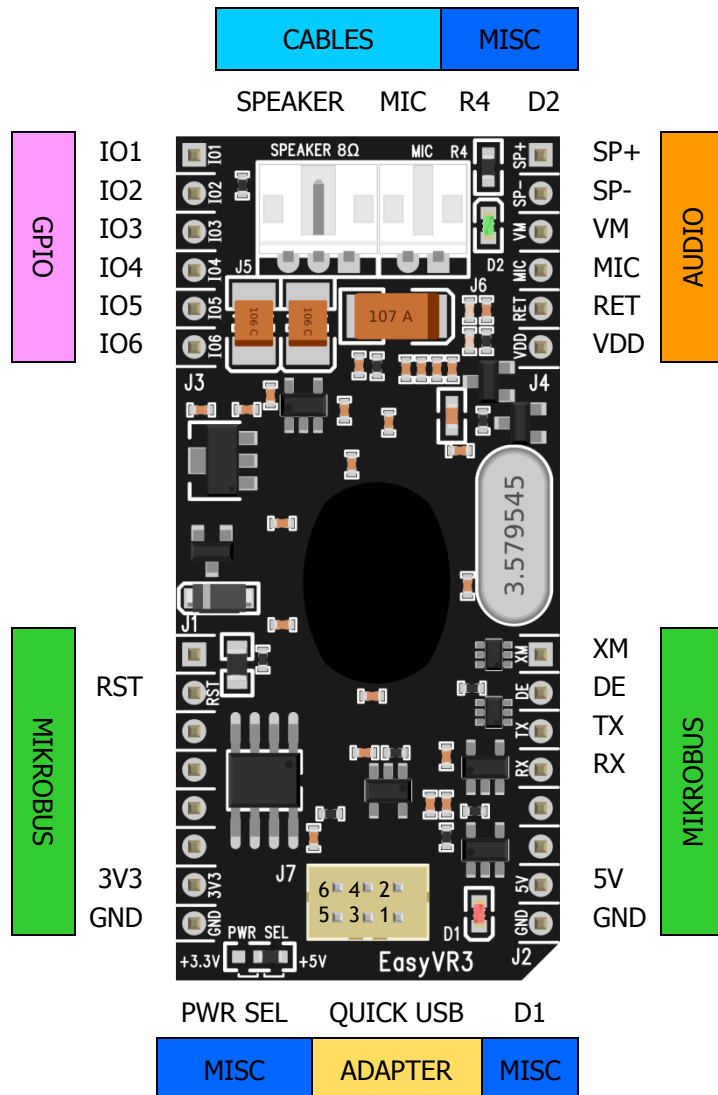 CABLES MISC
SPEAKER MIC R4 D2
GPIO
IO1
IO2
IO3
IO4
IO5
IO6
IO1
IO2
IO3
IO4
IO5
IO6
J3
SPEAKER 8Ω MIC R4
J5
106 C 106 C 107 A
D2
J6
SP+
SP-
VM
MIC
RET
VDD
J4
SP+
SP-
VM
MIC
RET
VDD
AUDIO
3.579545
J1
MIKROBUS
RST
3V3
GND
RST
3V3
GND
XM
DE
TX
RX
5V
GND
XM
DE
TX
RX
5V
GND
MIKROBUS
J7
6 4 2
5 3 1
D1
PWR SEL
+3.3V +5V
EasyVR3
J2
PWR SEL QUICK USB D1
MISC ADAPTER MISC